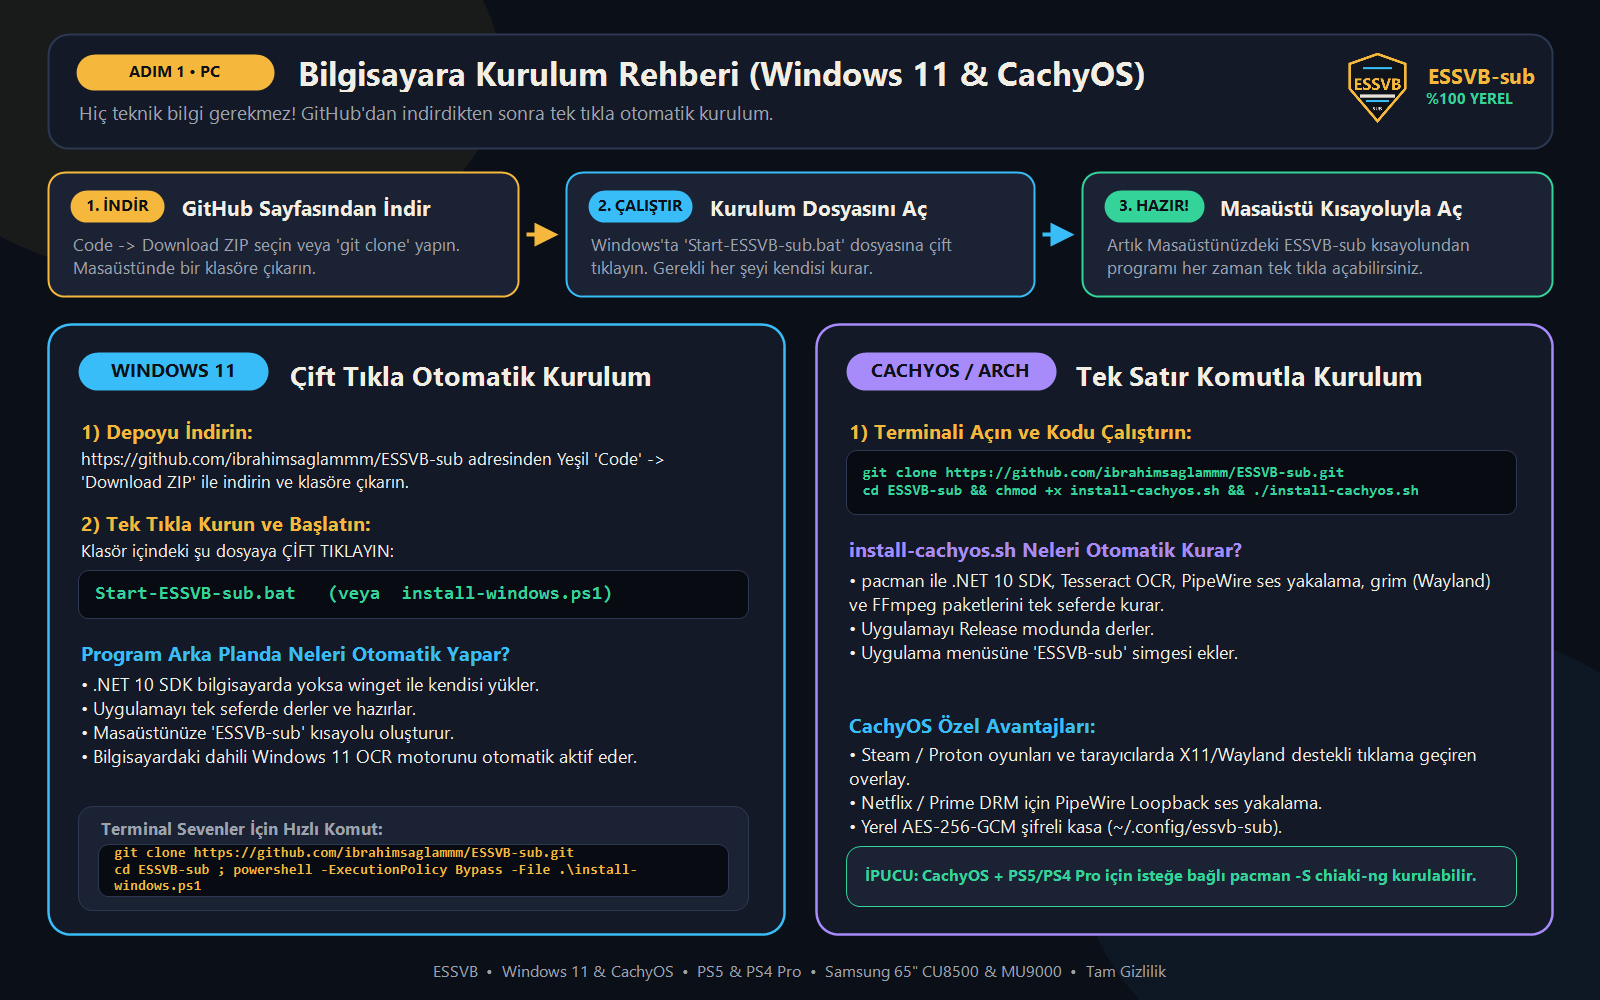 ADIM 1 • PC
Bilgisayara Kurulum Rehberi (Windows 11 & CachyOS)
Hiç teknik bilgi gerekmez! GitHub'dan indirdikten sonra tek tıkla otomatik kurulum.
ESSVB
SUB
ESSVB-sub
%100 YEREL
1. İNDİR
GitHub Sayfasından İndir
Code -> Download ZIP seçin veya 'git clone' yapın.
Masaüstünde bir klasöre çıkarın.
2. ÇALIŞTIR
Kurulum Dosyasını Aç
Windows'ta 'Start-ESSVB-sub.bat' dosyasına çift
tıklayın. Gerekli her şeyi kendisi kurar.
3. HAZIR!
Masaüstü Kısayoluyla Aç
Artık Masaüstünüzdeki ESSVB-sub kısayolundan
programı her zaman tek tıkla açabilirsiniz.
WINDOWS 11
Çift Tıkla Otomatik Kurulum
1) Depoyu İndirin:
https://github.com/ibrahimsaglammm/ESSVB-sub adresinden Yeşil 'Code' ->
'Download ZIP' ile indirin ve klasöre çıkarın.
2) Tek Tıkla Kurun ve Başlatın:
Klasör içindeki şu dosyaya ÇİFT TIKLAYIN:
Start-ESSVB-sub.bat (veya install-windows.ps1)
Program Arka Planda Neleri Otomatik Yapar?
• .NET 10 SDK bilgisayarda yoksa winget ile kendisi yükler.
• Uygulamayı tek seferde derler ve hazırlar.
• Masaüstünüze 'ESSVB-sub' kısayolu oluşturur.
• Bilgisayardaki dahili Windows 11 OCR motorunu otomatik aktif eder.
Terminal Sevenler İçin Hızlı Komut:
git clone https://github.com/ibrahimsaglammm/ESSVB-sub.git
cd ESSVB-sub ; powershell -ExecutionPolicy Bypass -File .\install-
windows.ps1
CACHYOS / ARCH
Tek Satır Komutla Kurulum
1) Terminali Açın ve Kodu Çalıştırın:
git clone https://github.com/ibrahimsaglammm/ESSVB-sub.git
cd ESSVB-sub && chmod +x install-cachyos.sh && ./install-cachyos.sh
install-cachyos.sh Neleri Otomatik Kurar?
• pacman ile .NET 10 SDK, Tesseract OCR, PipeWire ses yakalama, grim (Wayland)
ve FFmpeg paketlerini tek seferde kurar.
• Uygulamayı Release modunda derler.
• Uygulama menüsüne 'ESSVB-sub' simgesi ekler.
CachyOS Özel Avantajları:
• Steam / Proton oyunları ve tarayıcılarda X11/Wayland destekli tıklama geçiren
overlay.
• Netflix / Prime DRM için PipeWire Loopback ses yakalama.
• Yerel AES-256-GCM şifreli kasa (~/.config/essvb-sub).
İPUCU: CachyOS + PS5/PS4 Pro için isteğe bağlı pacman -S chiaki-ng kurulabilir.
ESSVB • Windows 11 & CachyOS • PS5 & PS4 Pro • Samsung 65" CU8500 & MU9000 • Tam Gizlilik